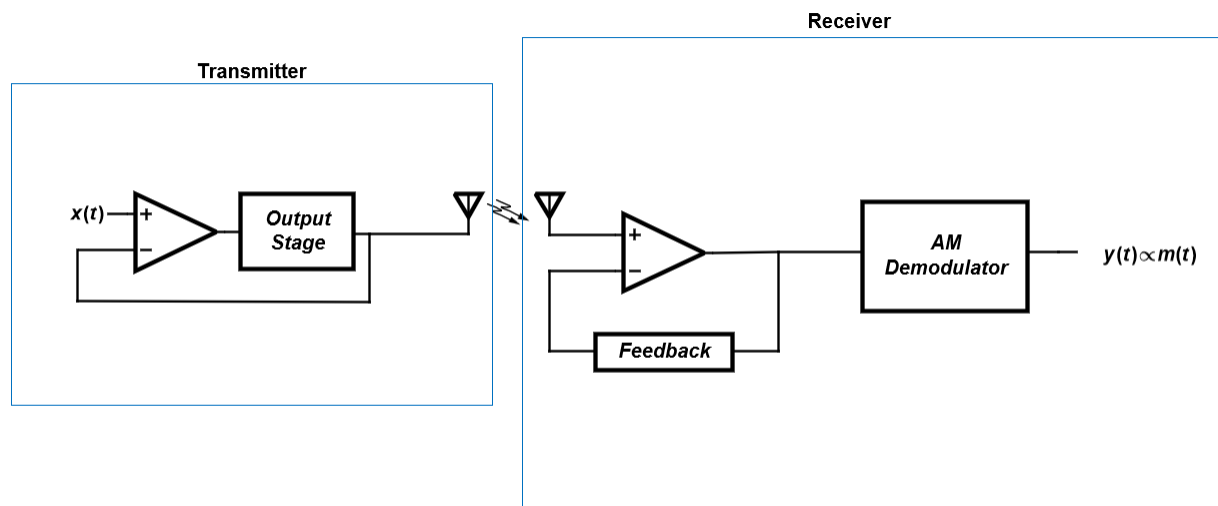 Receiver
Transmitter
x(t)
+
−
Output
Stage
+
−
Feedback
AM
Demodulator
y(t)∝m(t)